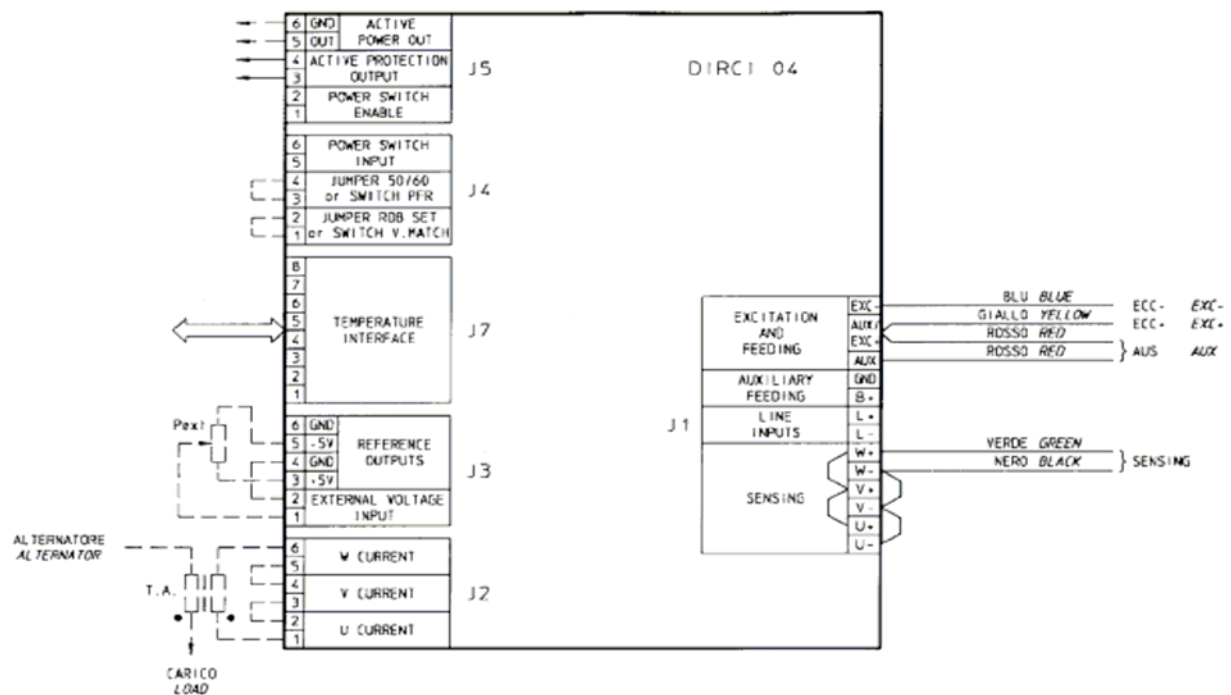 6 GND ACTIVE
5 OUT POWER OUT
4 ACTIVE PROTECTION
3 OUTPUT
2 POWER SWITCH
1 ENABLE
J5
DIRCI 04
6 POWER SWITCH
5 INPUT
4 JUMPER 50/60
3 or SWITCH PFR
2 JUMPER RDB SET
1 or SWITCH V.MATCH
J4
8
7
6
5 TEMPERATURE
4 INTERFACE
3
2
1
J7
Pext
6 GND
5 -5V REFERENCE
4 GND OUTPUTS
3 +5V
2 EXTERNAL VOLTAGE
1 INPUT
J3
ALTERNATORE
ALTERNATOR
T.A.
CARICO
LOAD
6
5 W CURRENT
4
3 V CURRENT
2
1 U CURRENT
J2
J1
EXCITATION
AND
FEEDING
EXC-
AUX/
EXC+
AUX
AUXILIARY
FEEDING
GND
B+
LINE
INPUTS
L+
L-
SENSING
W+
W-
V+
V-
U+
U-
BLU BLUE ECC- EXC-
GIALLO YELLOW ECC+ EXC+
ROSSO RED
ROSSO RED AUS AUX
VERDE GREEN
NERO BLACK SENSING